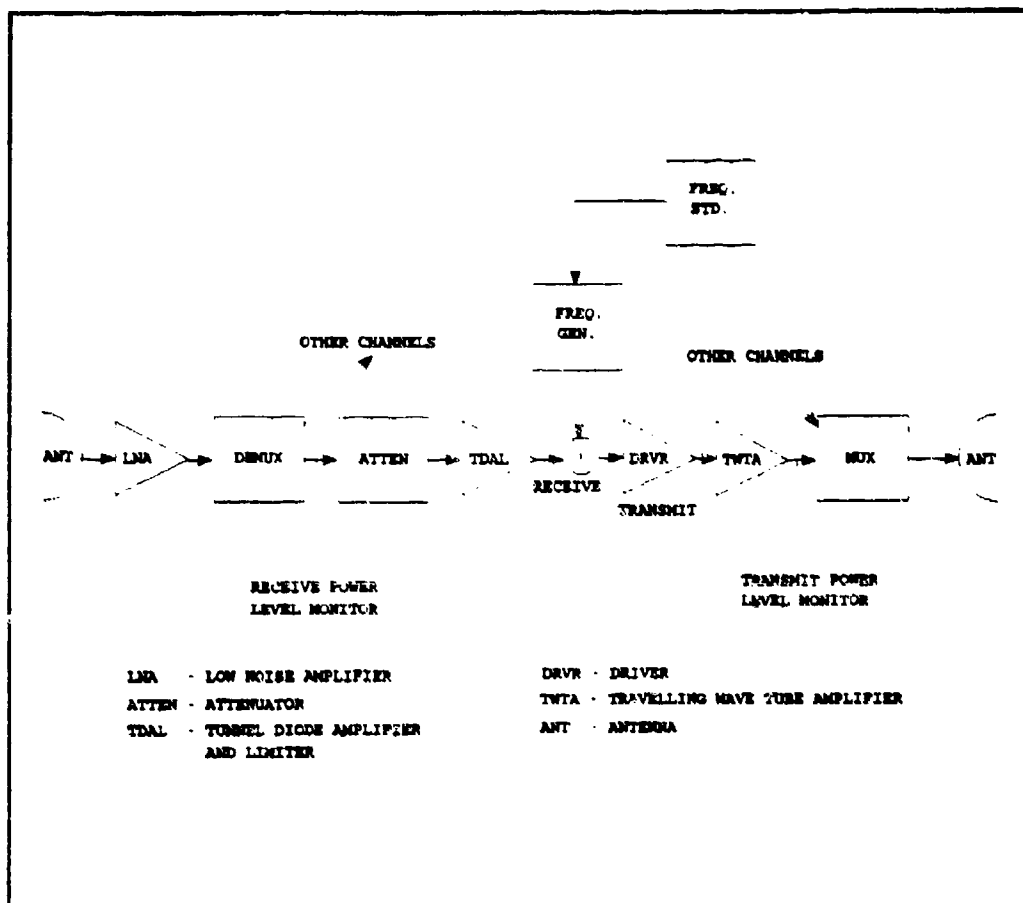 FREQ.
STD.
FREQ.
GEN.
OTHER CHANNELS
OTHER CHANNELS
ANT LNA DEMUX ATTEN TDAL DRVR TWTA MUX ANT
RECEIVE
TRANSMIT
RECEIVE POWER
LEVEL MONITOR
TRANSMIT POWER
LEVEL MONITOR
LNA - LOW NOISE AMPLIFIER
ATTEN - ATTENUATOR
TDAL - TUNNEL DIODE AMPLIFIER
AND LIMITER
DRVR - DRIVER
TWTA - TRAVELLING WAVE TUBE AMPLIFIER
ANT - ANTENNA